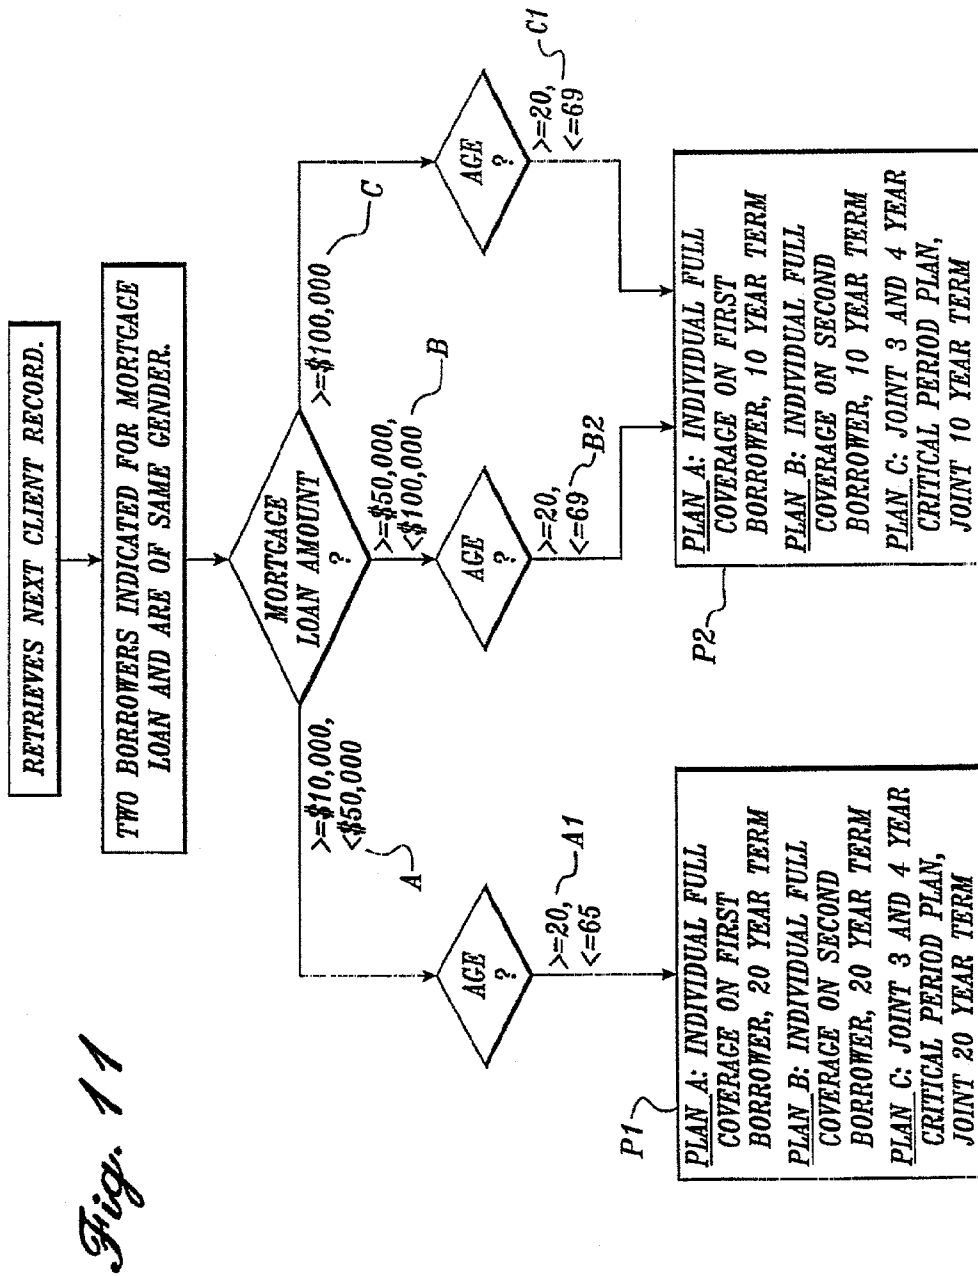 Fig. 11
RETRIEVES NEXT CLIENT RECORD.
TWO BORROWERS INDICATED FOR MORTGAGE
LOAN AND ARE OF SAME GENDER.
MORTGAGE
LOAN AMOUNT
?
>=$10,000,
<$50,000
A
>=$50,000,
<$100,000
B
>=$100,000
C
AGE
?
>=20,
<=65
A1
AGE
?
>=20,
<=69
B2
AGE
?
>=20,
<=69
C1
P1
PLAN A: INDIVIDUAL FULL
COVERAGE ON FIRST
BORROWER, 20 YEAR TERM
PLAN B: INDIVIDUAL FULL
COVERAGE ON SECOND
BORROWER, 20 YEAR TERM
PLAN C: JOINT 3 AND 4 YEAR
CRITICAL PERIOD PLAN,
JOINT 20 YEAR TERM
P2
PLAN A: INDIVIDUAL FULL
COVERAGE ON FIRST
BORROWER, 10 YEAR TERM
PLAN B: INDIVIDUAL FULL
COVERAGE ON SECOND
BORROWER, 10 YEAR TERM
PLAN C: JOINT 3 AND 4 YEAR
CRITICAL PERIOD PLAN,
JOINT 10 YEAR TERM